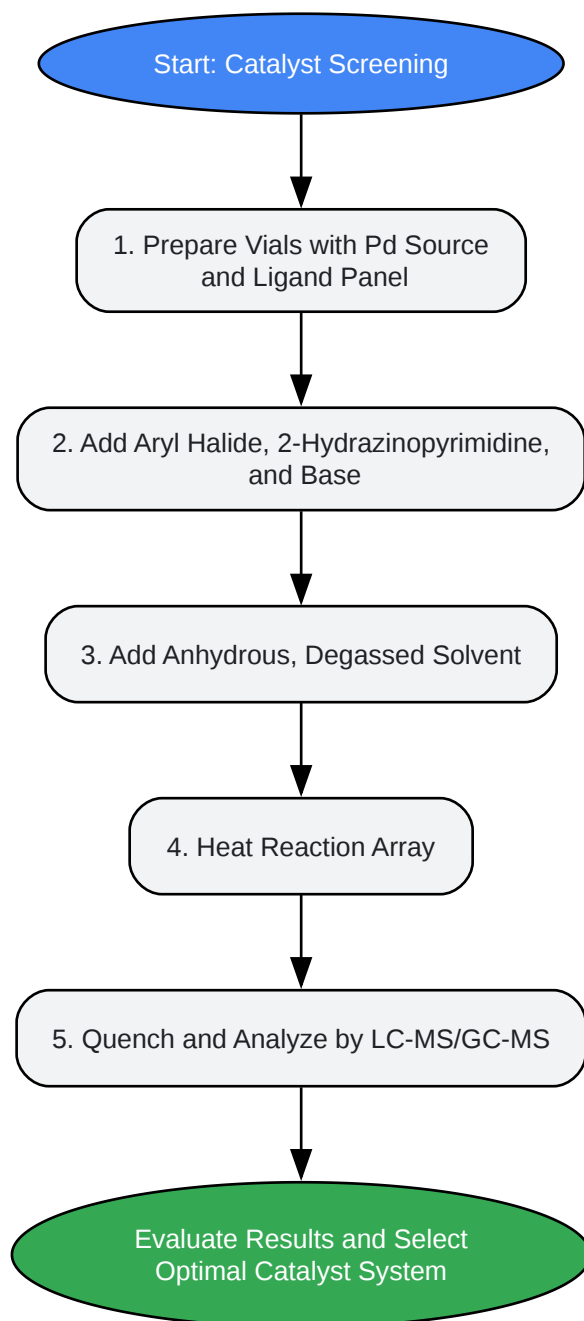 Start: Catalyst Screening
1. Prepare Vials with Pd Source
and Ligand Panel
2. Add Aryl Halide, 2-Hydrazinopyrimidine,
and Base
3. Add Anhydrous, Degassed Solvent
4. Heat Reaction Array
5. Quench and Analyze by LC-MS/GC-MS
Evaluate Results and Select
Optimal Catalyst System